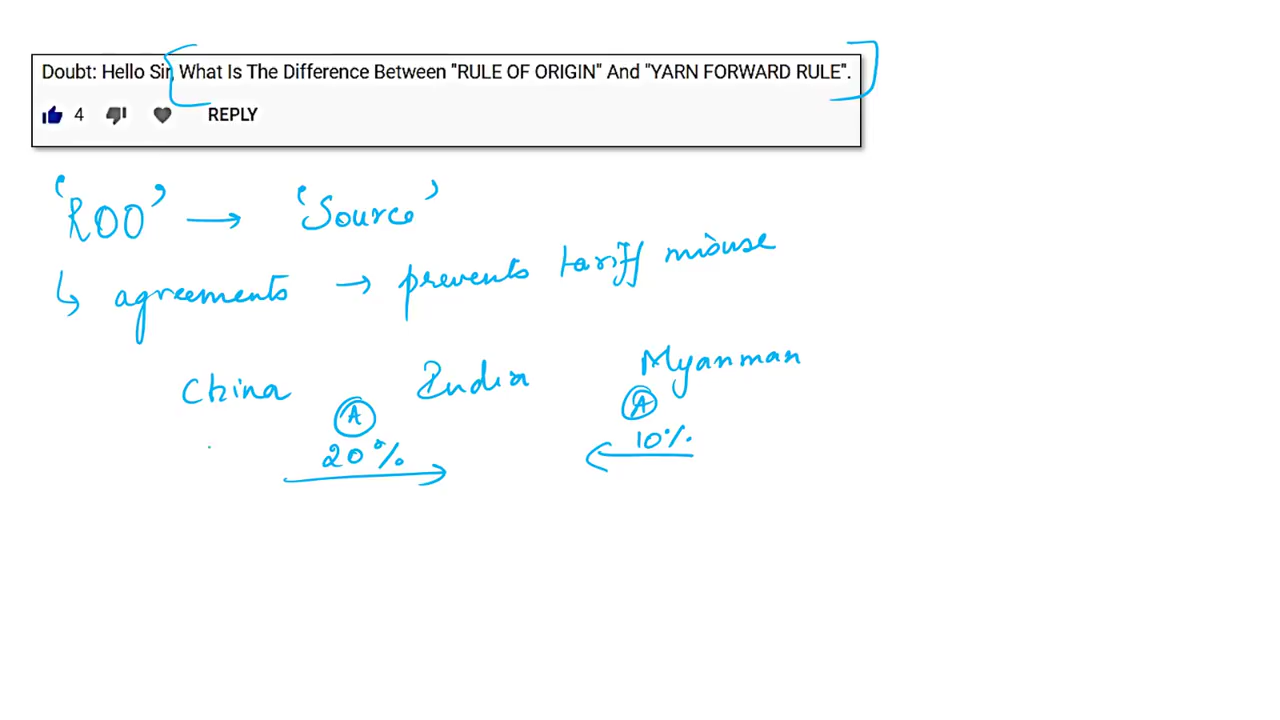 Doubt: Hello Sir, What Is The Difference Between "RULE OF ORIGIN" And "YARN FORWARD RULE".
4 REPLY
'ROO' → 'Source'
↳ agreements → prevents tariff misuse
China India Myanmar
A A
20% 10%